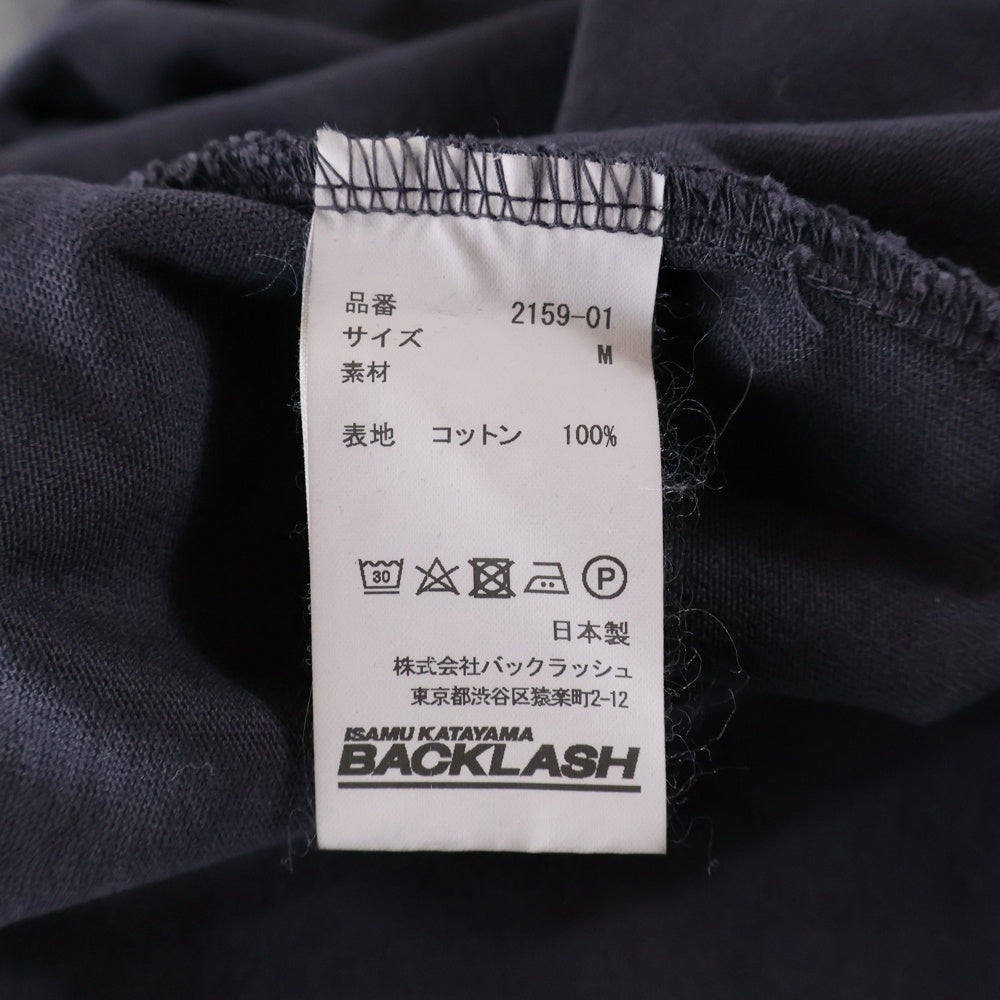 品番 2159-01
サイズ M
素材
表地 コットン 100%
30 P
日本製
株式会社バックラッシュ
東京都渋谷区猿楽町2-12
ISAMU KATAYAMA
BACKLASH